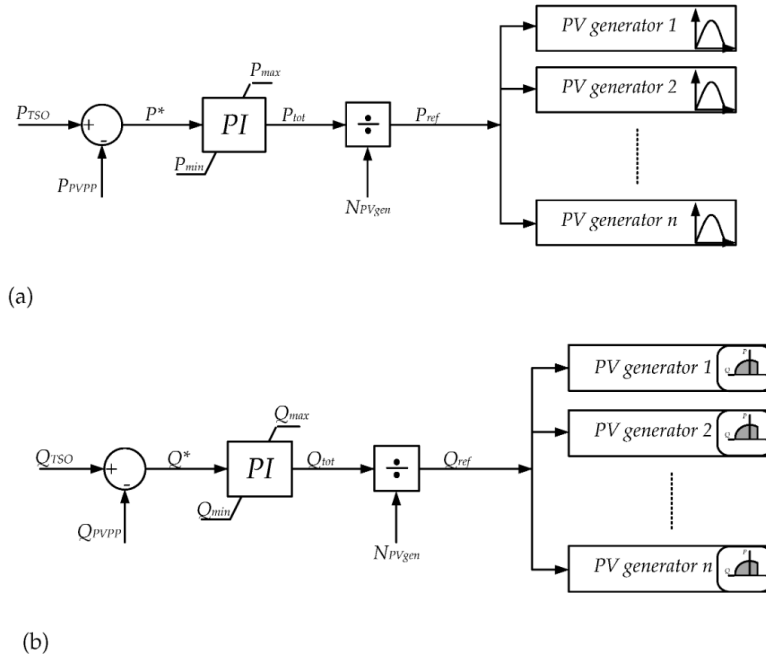 PV generator 1
Pmax
PV generator 2
PTSO
+
-
P*
PI
Ptot
÷
Pref
Pmin
PPVPP
NPVgen
PV generator n
(a)
PV generator 1
P
Q
Qmax
PV generator 2
P
Q
QTSO
+
-
Q*
PI
Qtot
÷
Qref
Qmin
QPVPP
NPVgen
PV generator n
P
Q
(b)